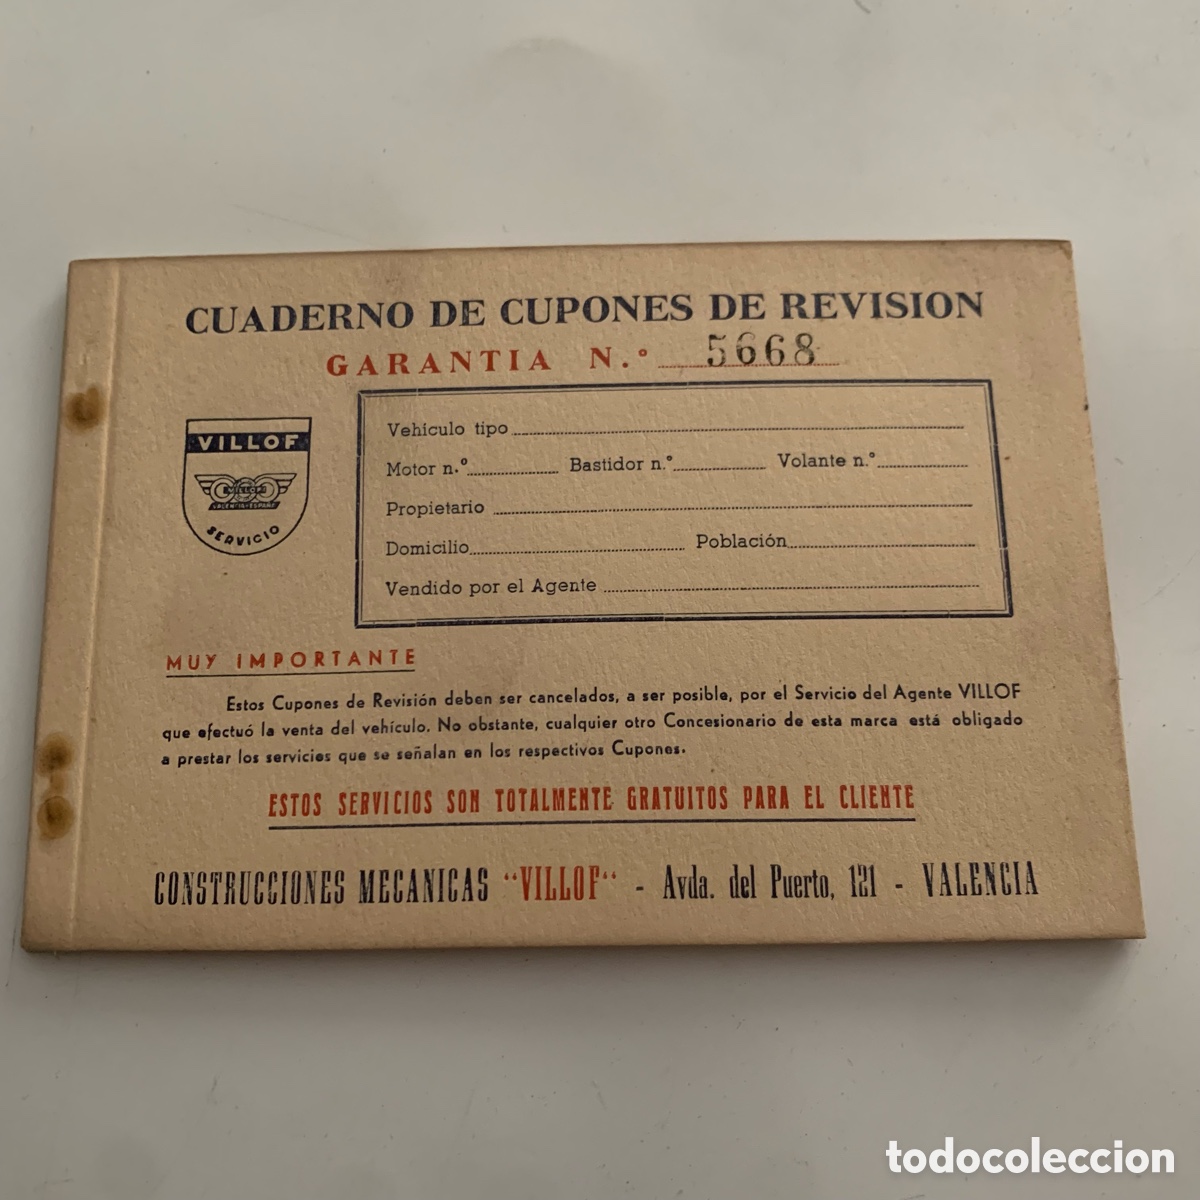 CUADERNO DE CUPONES DE REVISION
GARANTIA N.º 5668
VILLOF
VILLOF
VALENCIA-ESPAÑA
SERVICIO
Vehículo tipo
Motor n.º Bastidor n.º Volante n.º
Propietario
Domicilio Población
Vendido por el Agente
MUY IMPORTANTE
Estos Cupones de Revisión deben ser cancelados, a ser posible, por el Servicio del Agente VILLOF
que efectuó la venta del vehículo. No obstante, cualquier otro Concesionario de esta marca está obligado
a prestar los servicios que se señalan en los respectivos Cupones.
ESTOS SERVICIOS SON TOTALMENTE GRATUITOS PARA EL CLIENTE
CONSTRUCCIONES MECANICAS "VILLOF" - Avda. del Puerto, 121 - VALENCIA
todocoleccion